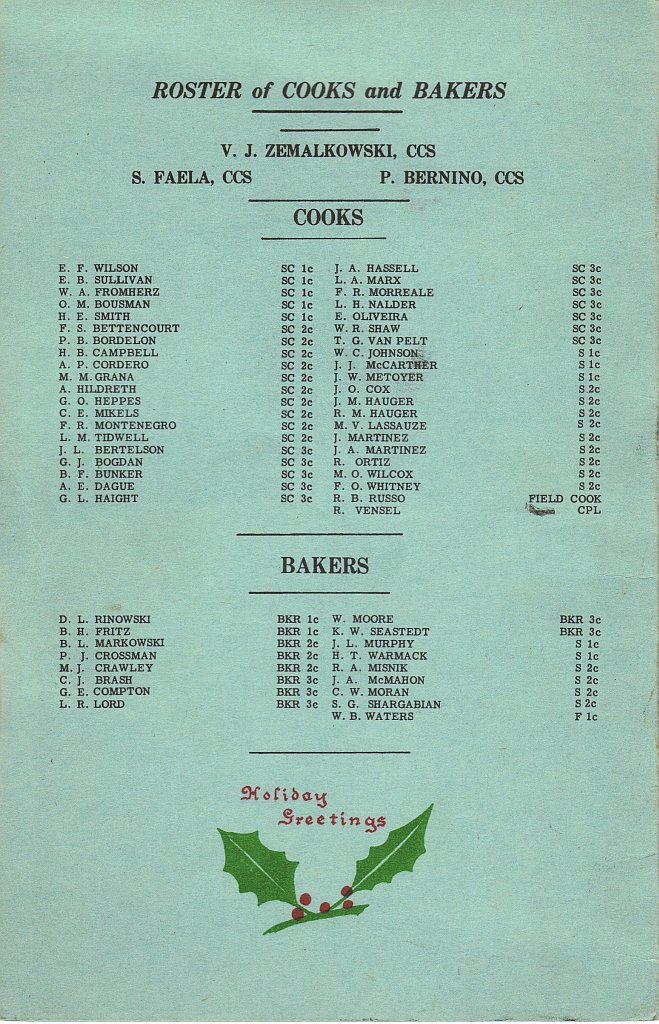 ROSTER of COOKS and BAKERS
V. J. ZEMALKOWSKI, CCS
S. FAELA, CCS P. BERNINO, CCS
COOKS
E. F. WILSON SC 1c J. A. HASSELL SC 3c
E. B. SULLIVAN SC 1c L. A. MARX SC 3c
W. A. FROMHERZ SC 1c F. R. MORREALE SC 3c
O. M. BOUSMAN SC 1c L. H. NALDER SC 3c
H. E. SMITH SC 1c E. OLIVEIRA SC 3c
F. S. BETTENCOURT SC 2c W. R. SHAW SC 3c
P. B. BORDELON SC 2c T. G. VAN PELT SC 3c
H. B. CAMPBELL SC 2c W. C. JOHNSON S 1c
A. P. CORDERO SC 2c J. J. McCARTHER S 1c
M. M. GRANA SC 2c J. W. METOYER S 1c
A. HILDRETH SC 2c J. O. COX S 2c
G. O. HEPPES SC 2c J. M. HAUGER S 2c
C. E. MIKELS SC 2c R. M. HAUGER S 2c
F. R. MONTENEGRO SC 2c M. V. LASSAUZE S 2c
L. M. TIDWELL SC 2c J. MARTINEZ S 2c
J. L. BERTELSON SC 3c J. A. MARTINEZ S 2c
G. J. BOGDAN SC 3c R. ORTIZ S 2c
B. F. BUNKER SC 3c M. O. WILCOX S 2c
A. E. DAGUE SC 3c F. O. WHITNEY S 2c
G. L. HAIGHT SC 3c R. B. RUSSO FIELD COOK
R. VENSEL CPL
BAKERS
D. L. RINOWSKI BKR 1c W. MOORE BKR 3c
B. H. FRITZ BKR 1c K. W. SEASTEDT BKR 3c
B. L. MARKOWSKI BKR 2c J. L. MURPHY S 1c
P. J. CROSSMAN BKR 2c H. T. WARMACK S 1c
M. J. CRAWLEY BKR 2c R. A. MISNIK S 2c
C. J. BRASH BKR 3c J. A. McMAHON S 2c
G. E. COMPTON BKR 3c C. W. MORAN S 2c
L. R. LORD BKR 3c S. G. SHARGABIAN S 2c
W. B. WATERS F 1c
Holiday
Greetings